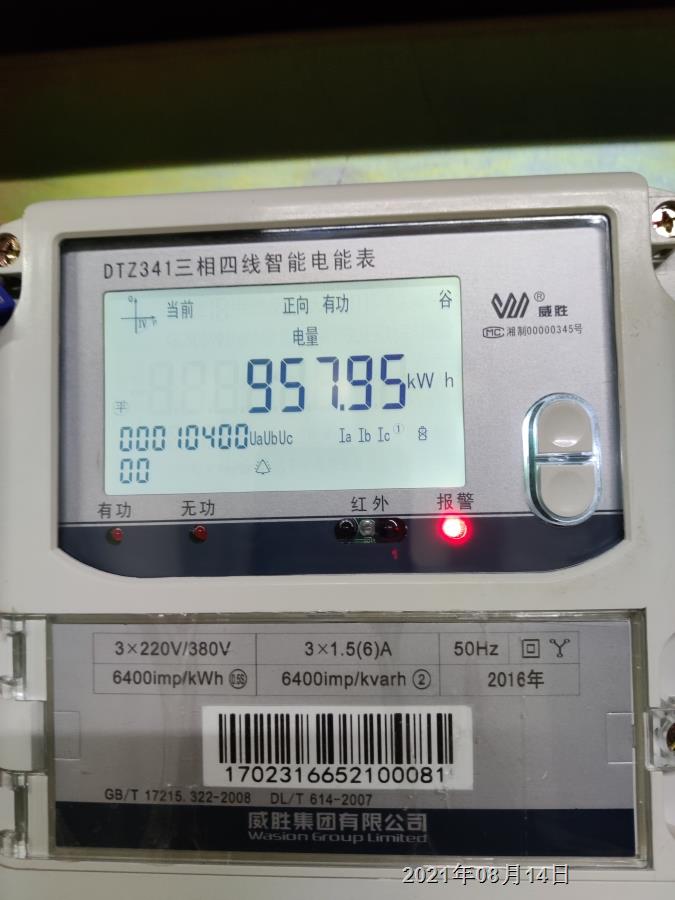 DTZ341三相四线智能电能表
当前 正向 有功 谷
电量
957.95 kWh
平
00010400 UaUbUc Ia Ib Ic①
00
威胜®
MC 湘制00000345号
有功 无功 红外 报警
3×220V/380V 3×1.5(6)A 50Hz
6400imp/kWh 0.5S 6400imp/kvarh ② 2016年
1702316652100081
GB/T 17215.322-2008 DL/T 614-2007
威胜集团有限公司
Wasion Group Limited
2021年08月14日